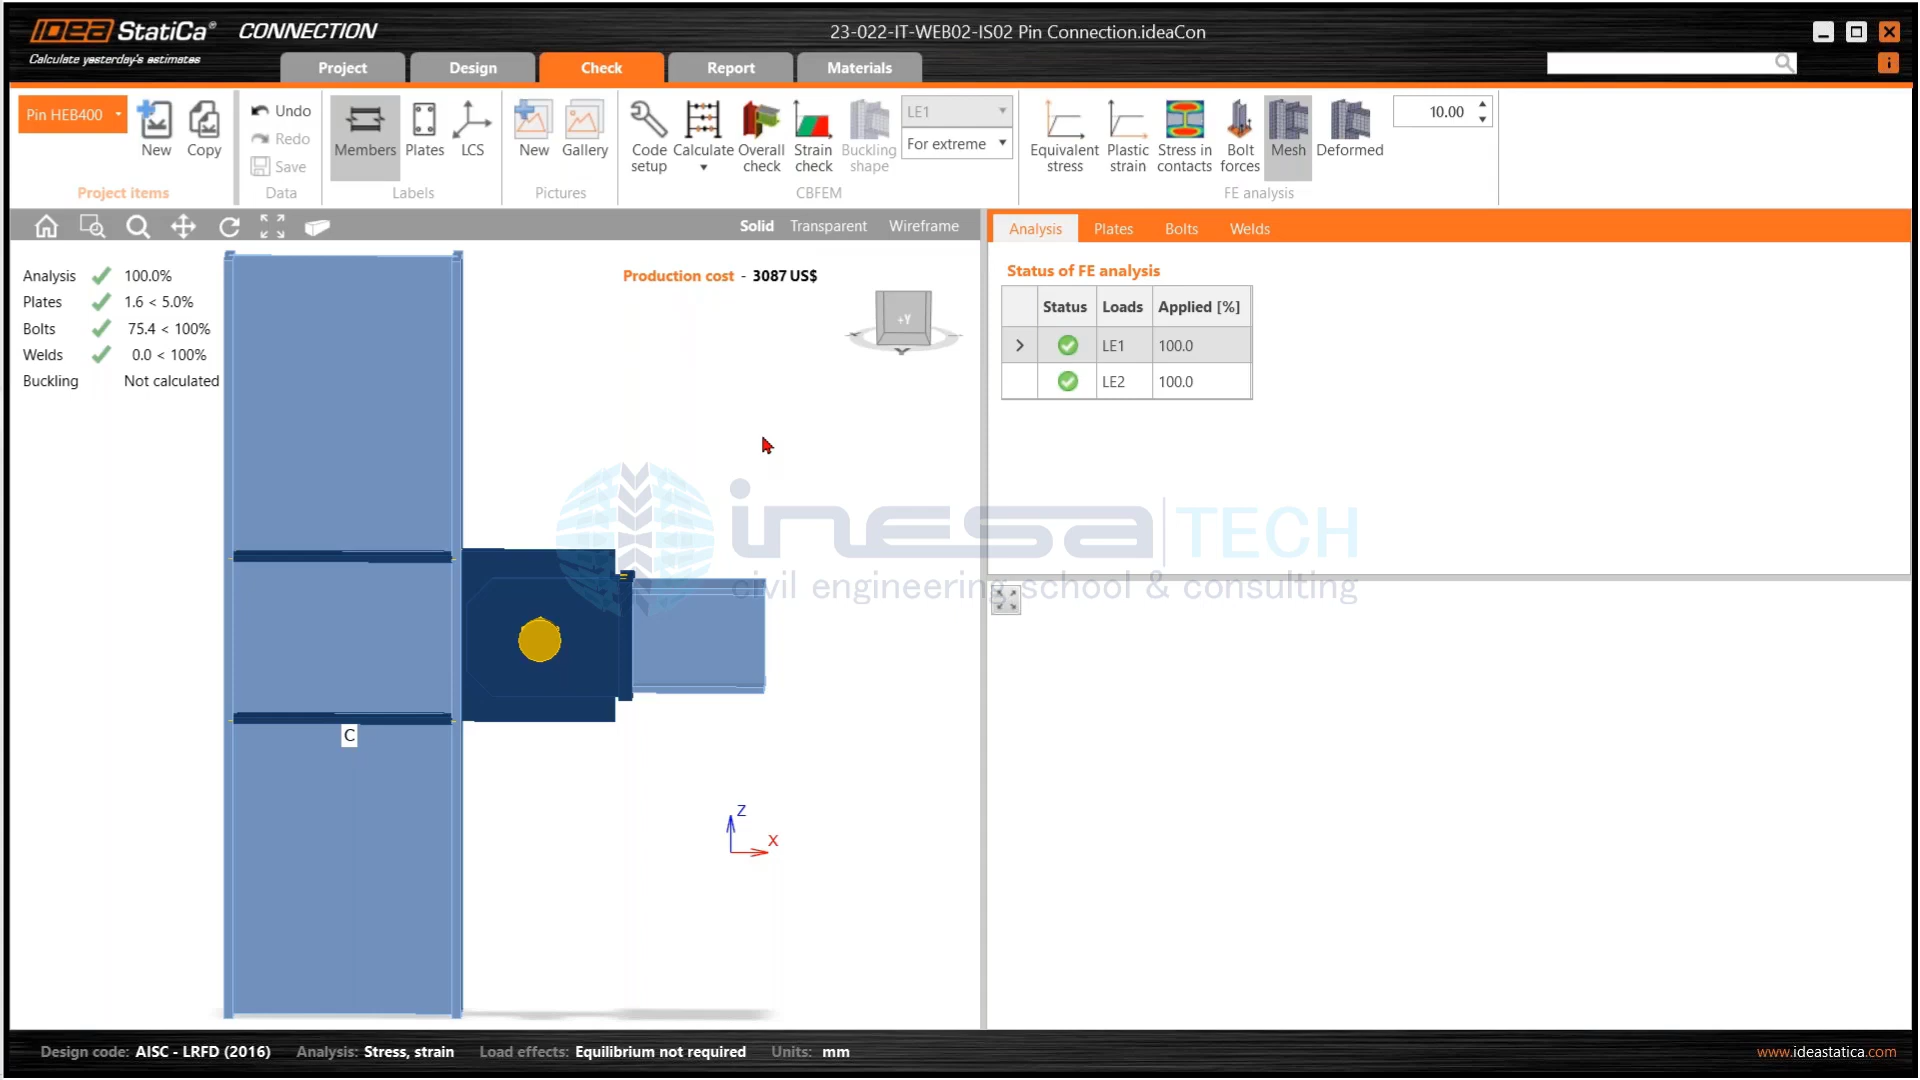 IDEA StatiCa® CONNECTION
Calculate yesterday's estimates
23-022-IT-WEB02-IS02 Pin Connection.ideaCon
Project Design Check Report Materials
Pin HEB400
New Copy
Undo
Redo
Save
Members Plates LCS
New Gallery
Code setup Calculate Overall check Strain check Buckling shape
LE1
For extreme
Equivalent stress Plastic strain Stress in contacts Bolt forces Mesh Deformed
10.00
Project items Data Labels Pictures CBFEM FE analysis
Solid Transparent Wireframe
Analysis Plates Bolts Welds
Analysis 100.0%
Plates 1.6 < 5.0%
Bolts 75.4 < 100%
Welds 0.0 < 100%
Buckling Not calculated
Production cost - 3087 US$
+Y
Status of FE analysis
Status Loads Applied [%]
LE1 100.0
LE2 100.0
inesa TECH
civil engineering school & consulting
C
Z
X
Design code: AISC - LRFD (2016) Analysis: Stress, strain Load effects: Equilibrium not required Units: mm
www.ideastatica.com